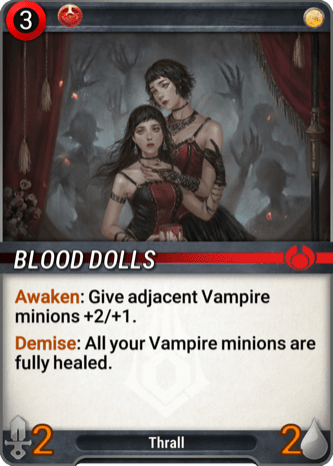 3
BLOOD DOLLS
Awaken: Give adjacent Vampire
minions +2/+1.
Demise: All your Vampire minions are
fully healed.
2 Thrall 2